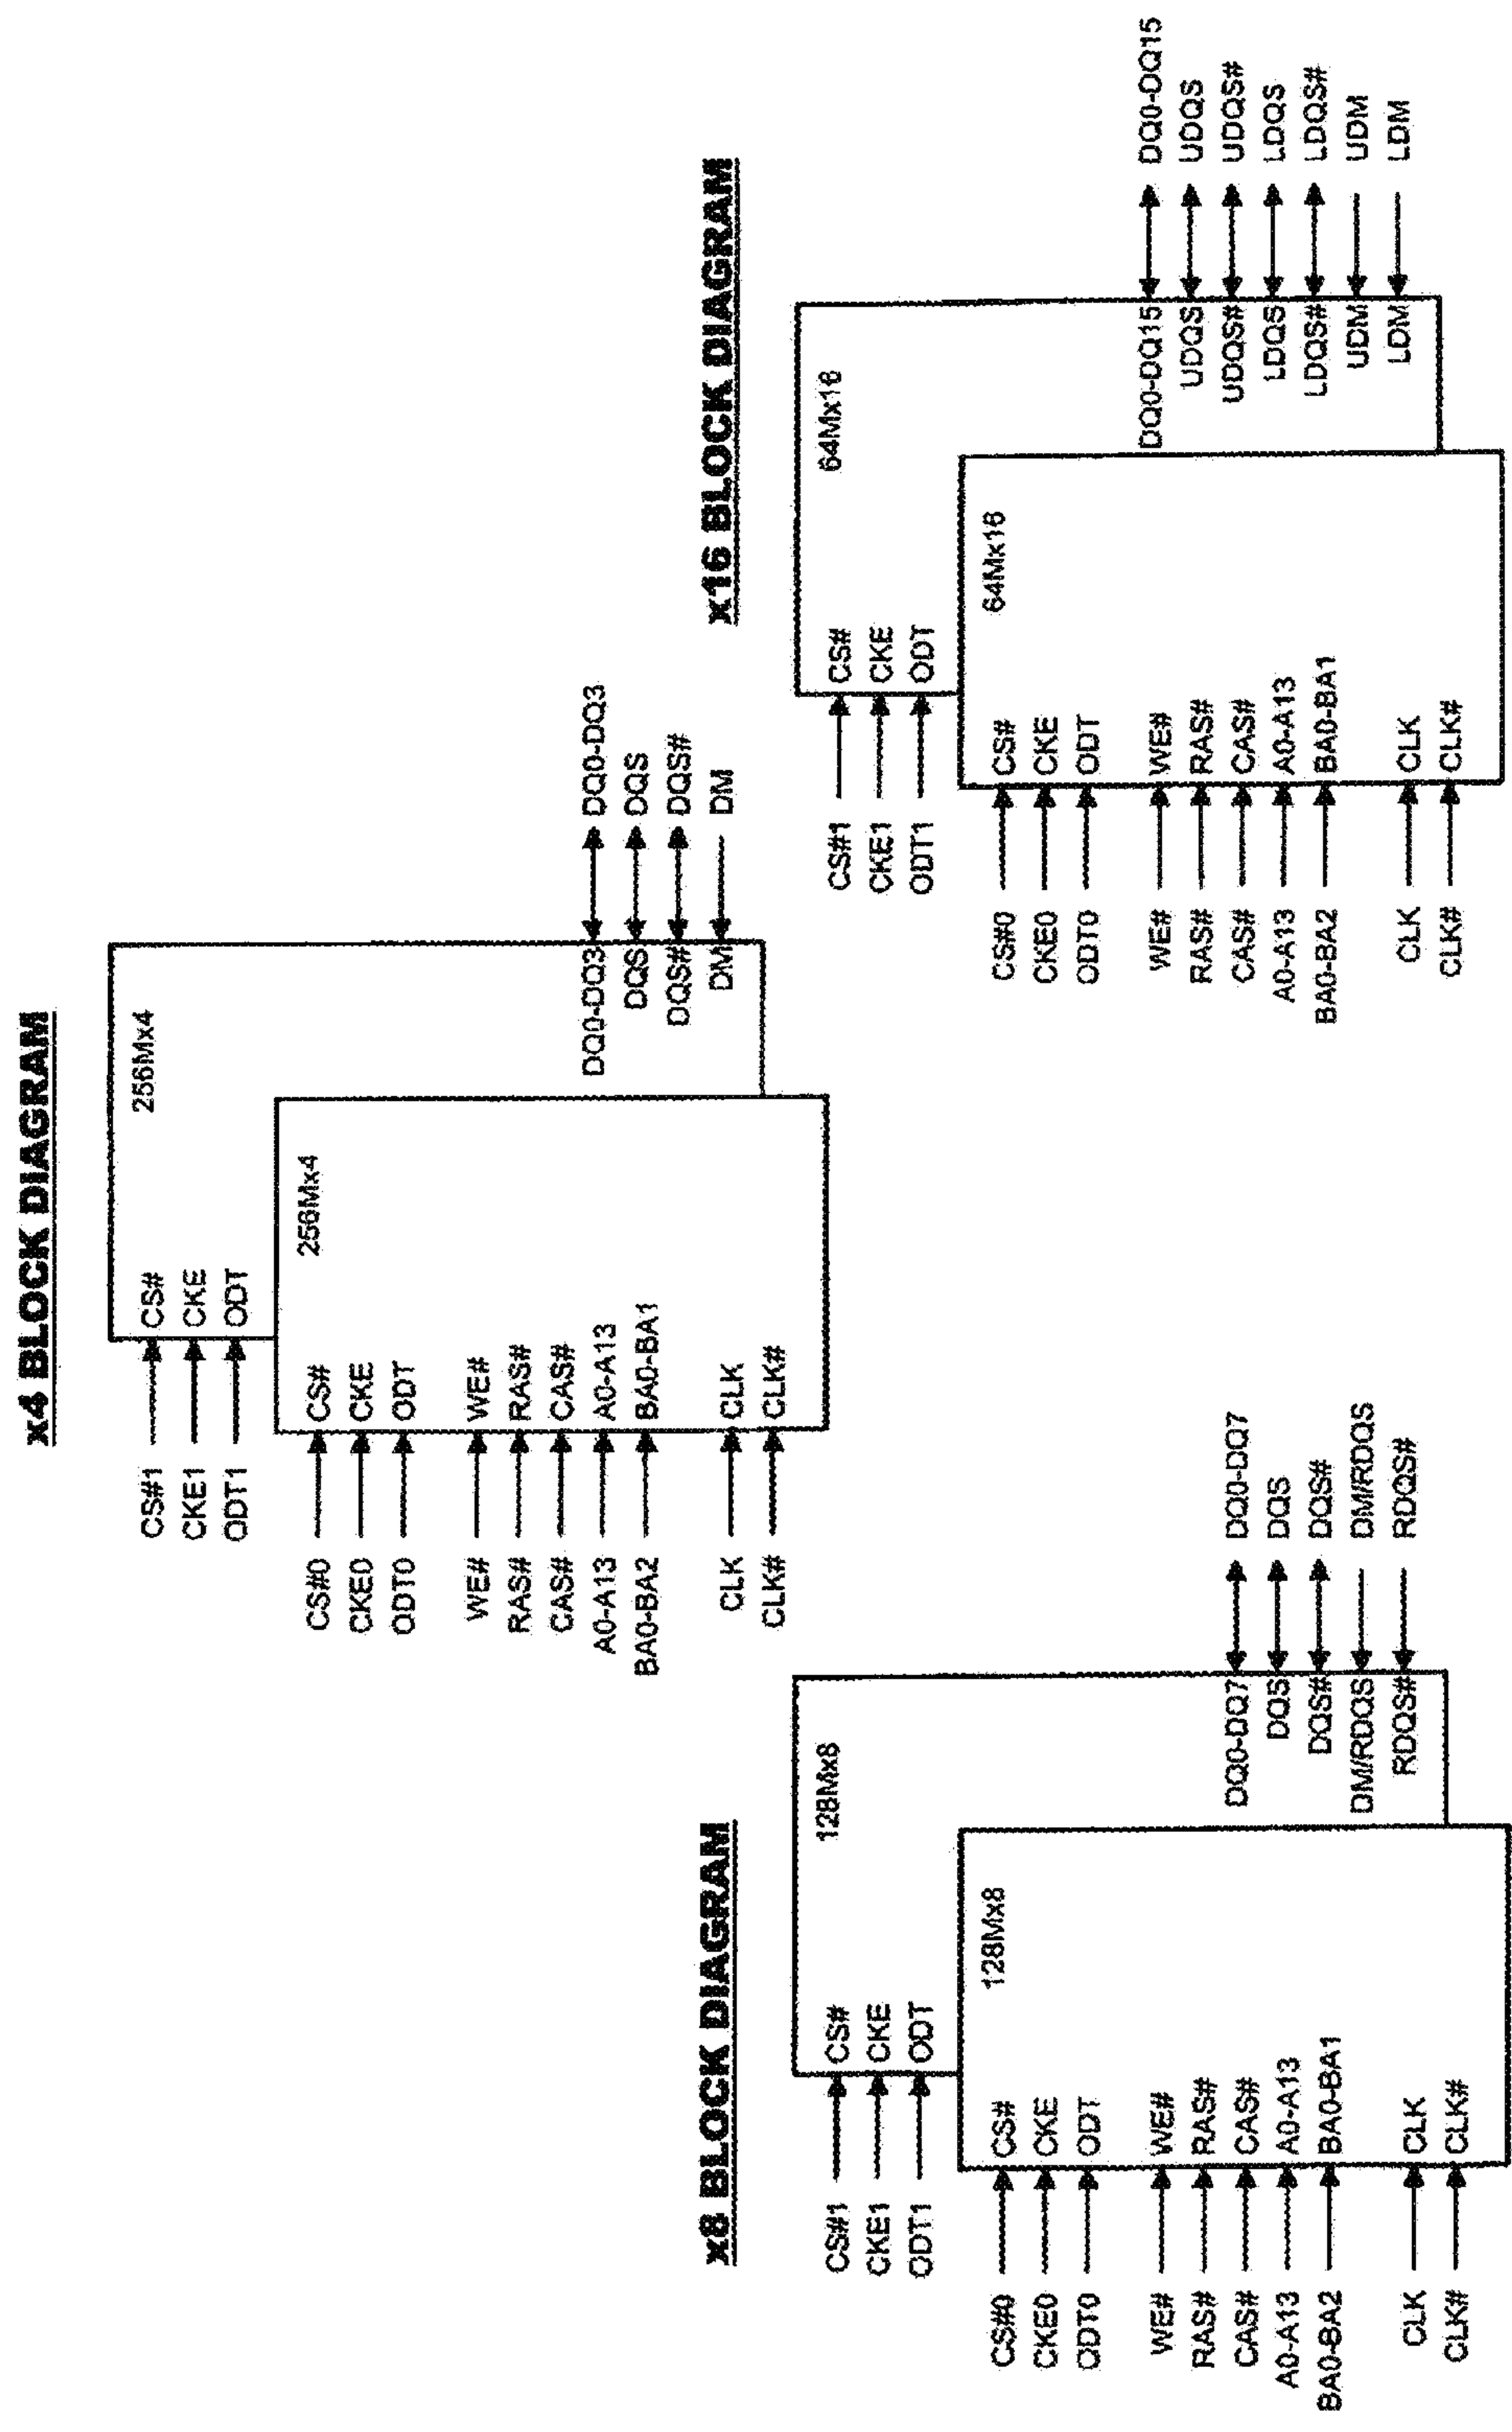 x4 BLOCK DIAGRAM
256Mx4
CS#1 CS#
CKE1 CKE
ODT1 ODT
256Mx4
CS#0 CS#
CKE0 CKE
ODT0 ODT
WE# WE#
RAS# RAS#
CAS# CAS#
A0-A13 A0-A13
BA0-BA2 BA0-BA1
CLK CLK
CLK# CLK#
DQ0-DQ3 DQ0-DQ3
DQS DQS
DQS# DQS#
DM DM
x8 BLOCK DIAGRAM
128Mx8
CS#1 CS#
CKE1 CKE
ODT1 ODT
128Mx8
CS#0 CS#
CKE0 CKE
ODT0 ODT
WE# WE#
RAS# RAS#
CAS# CAS#
A0-A13 A0-A13
BA0-BA2 BA0-BA1
CLK CLK
CLK# CLK#
DQ0-DQ7 DQ0-DQ7
DQS DQS
DQS# DQS#
DM/RDQS DM/RDQS
RDQS# RDQS#
x16 BLOCK DIAGRAM
64Mx16
CS#1 CS#
CKE1 CKE
ODT1 ODT
64Mx16
CS#0 CS#
CKE0 CKE
ODT0 ODT
WE# WE#
RAS# RAS#
CAS# CAS#
A0-A13 A0-A13
BA0-BA2 BA0-BA1
CLK CLK
CLK# CLK#
DQ0-DQ15 DQ0-DQ15
UDQS UDQS
UDQS# UDQS#
LDQS LDQS
LDQS# LDQS#
UDM UDM
LDM LDM